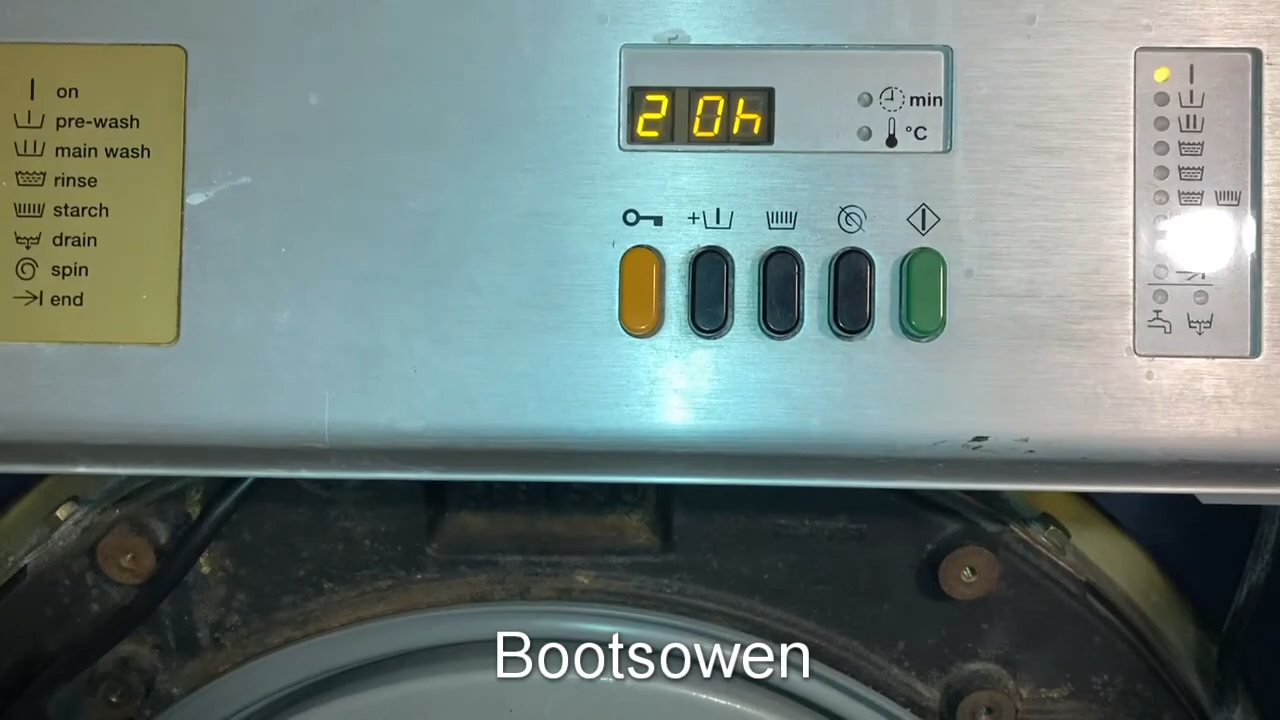 on
pre-wash
main wash
rinse
starch
drain
spin
end
20h
min
°C
Bootsowen